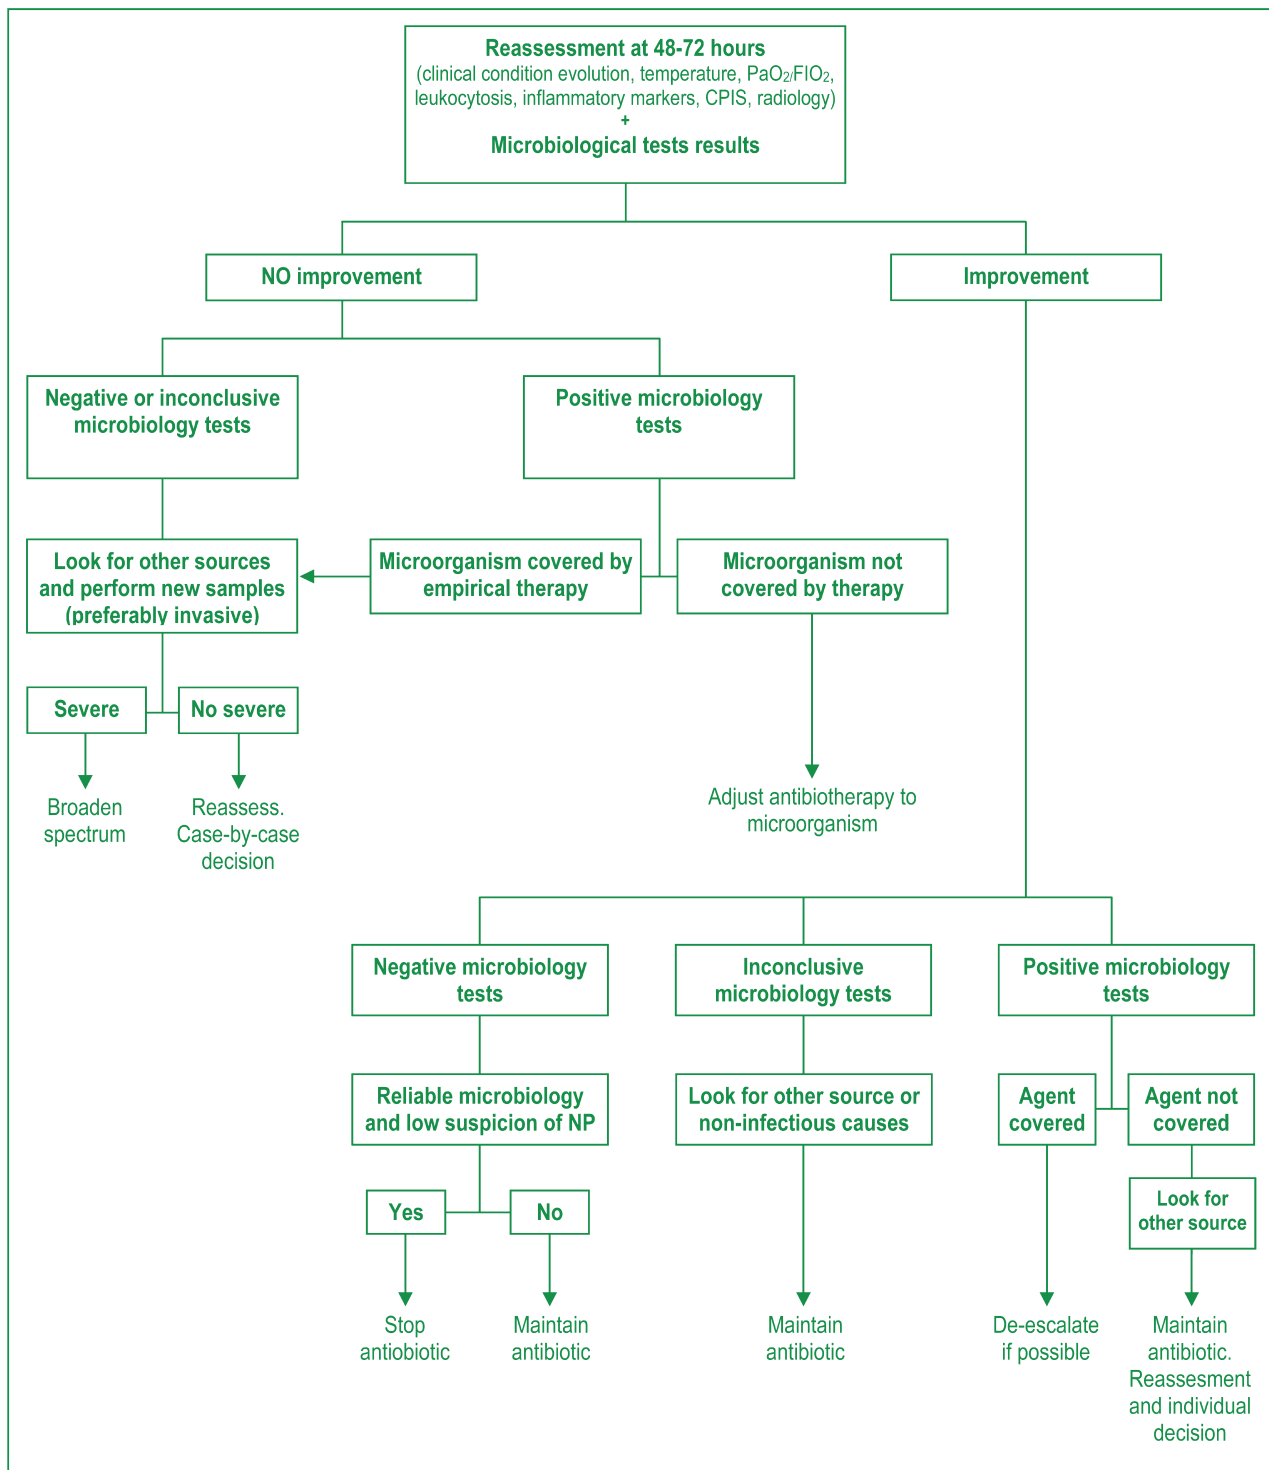 Reassessment at 48-72 hours
(clinical condition evolution, temperature, PaO2/FIO2,
leukocytosis, inflammatory markers, CPIS, radiology)
+
Microbiological tests results
NO improvement
Improvement
Negative or inconclusive
microbiology tests
Positive microbiology
tests
Look for other sources
and perform new samples
(preferably invasive)
Microorganism covered by
empirical therapy
Microorganism not
covered by therapy
Severe
No severe
Broaden
spectrum
Reassess.
Case-by-case
decision
Adjust antibiotherapy to
microorganism
Negative microbiology
tests
Inconclusive
microbiology tests
Positive microbiology
tests
Reliable microbiology
and low suspicion of NP
Look for other source or
non-infectious causes
Agent
covered
Agent not
covered
Yes
No
Look for
other source
Stop
antiobiotic
Maintain
antibiotic
Maintain
antibiotic
De-escalate
if possible
Maintain
antibiotic.
Reassesment
and individual
decision